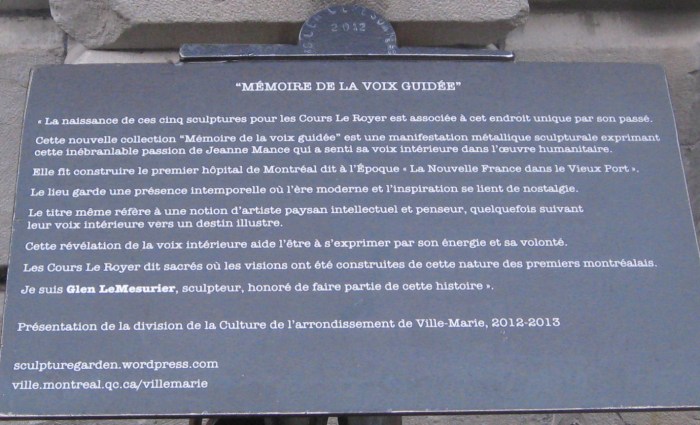 2012
“MÉMOIRE DE LA VOIX GUIDÉE”
« La naissance de ces cinq sculptures pour les Cours Le Royer est associée à cet endroit unique par son passé.
Cette nouvelle collection “Mémoire de la voix guidée” est une manifestation métallique sculpturale exprimant
cette inébranlable passion de Jeanne Mance qui a senti sa voix intérieure dans l’œuvre humanitaire.
Elle fit construire le premier hôpital de Montréal dit à l’Époque « La Nouvelle France dans le Vieux Port ».
Le lieu garde une présence intemporelle où l’ère moderne et l’inspiration se lient de nostalgie.
Le titre même réfère à une notion d’artiste paysan intellectuel et penseur, quelquefois suivant
leur voix intérieure vers un destin illustre.
Cette révélation de la voix intérieure aide l’être à s’exprimer par son énergie et sa volonté.
Les Cours Le Royer dit sacrés où les visions ont été construites de cette nature des premiers montréalais.
Je suis Glen LeMesurier, sculpteur, honoré de faire partie de cette histoire ».
Présentation de la division de la Culture de l’arrondissement de Ville-Marie, 2012-2013
sculpturegarden.wordpress.com
ville.montreal.qc.ca/villemarie